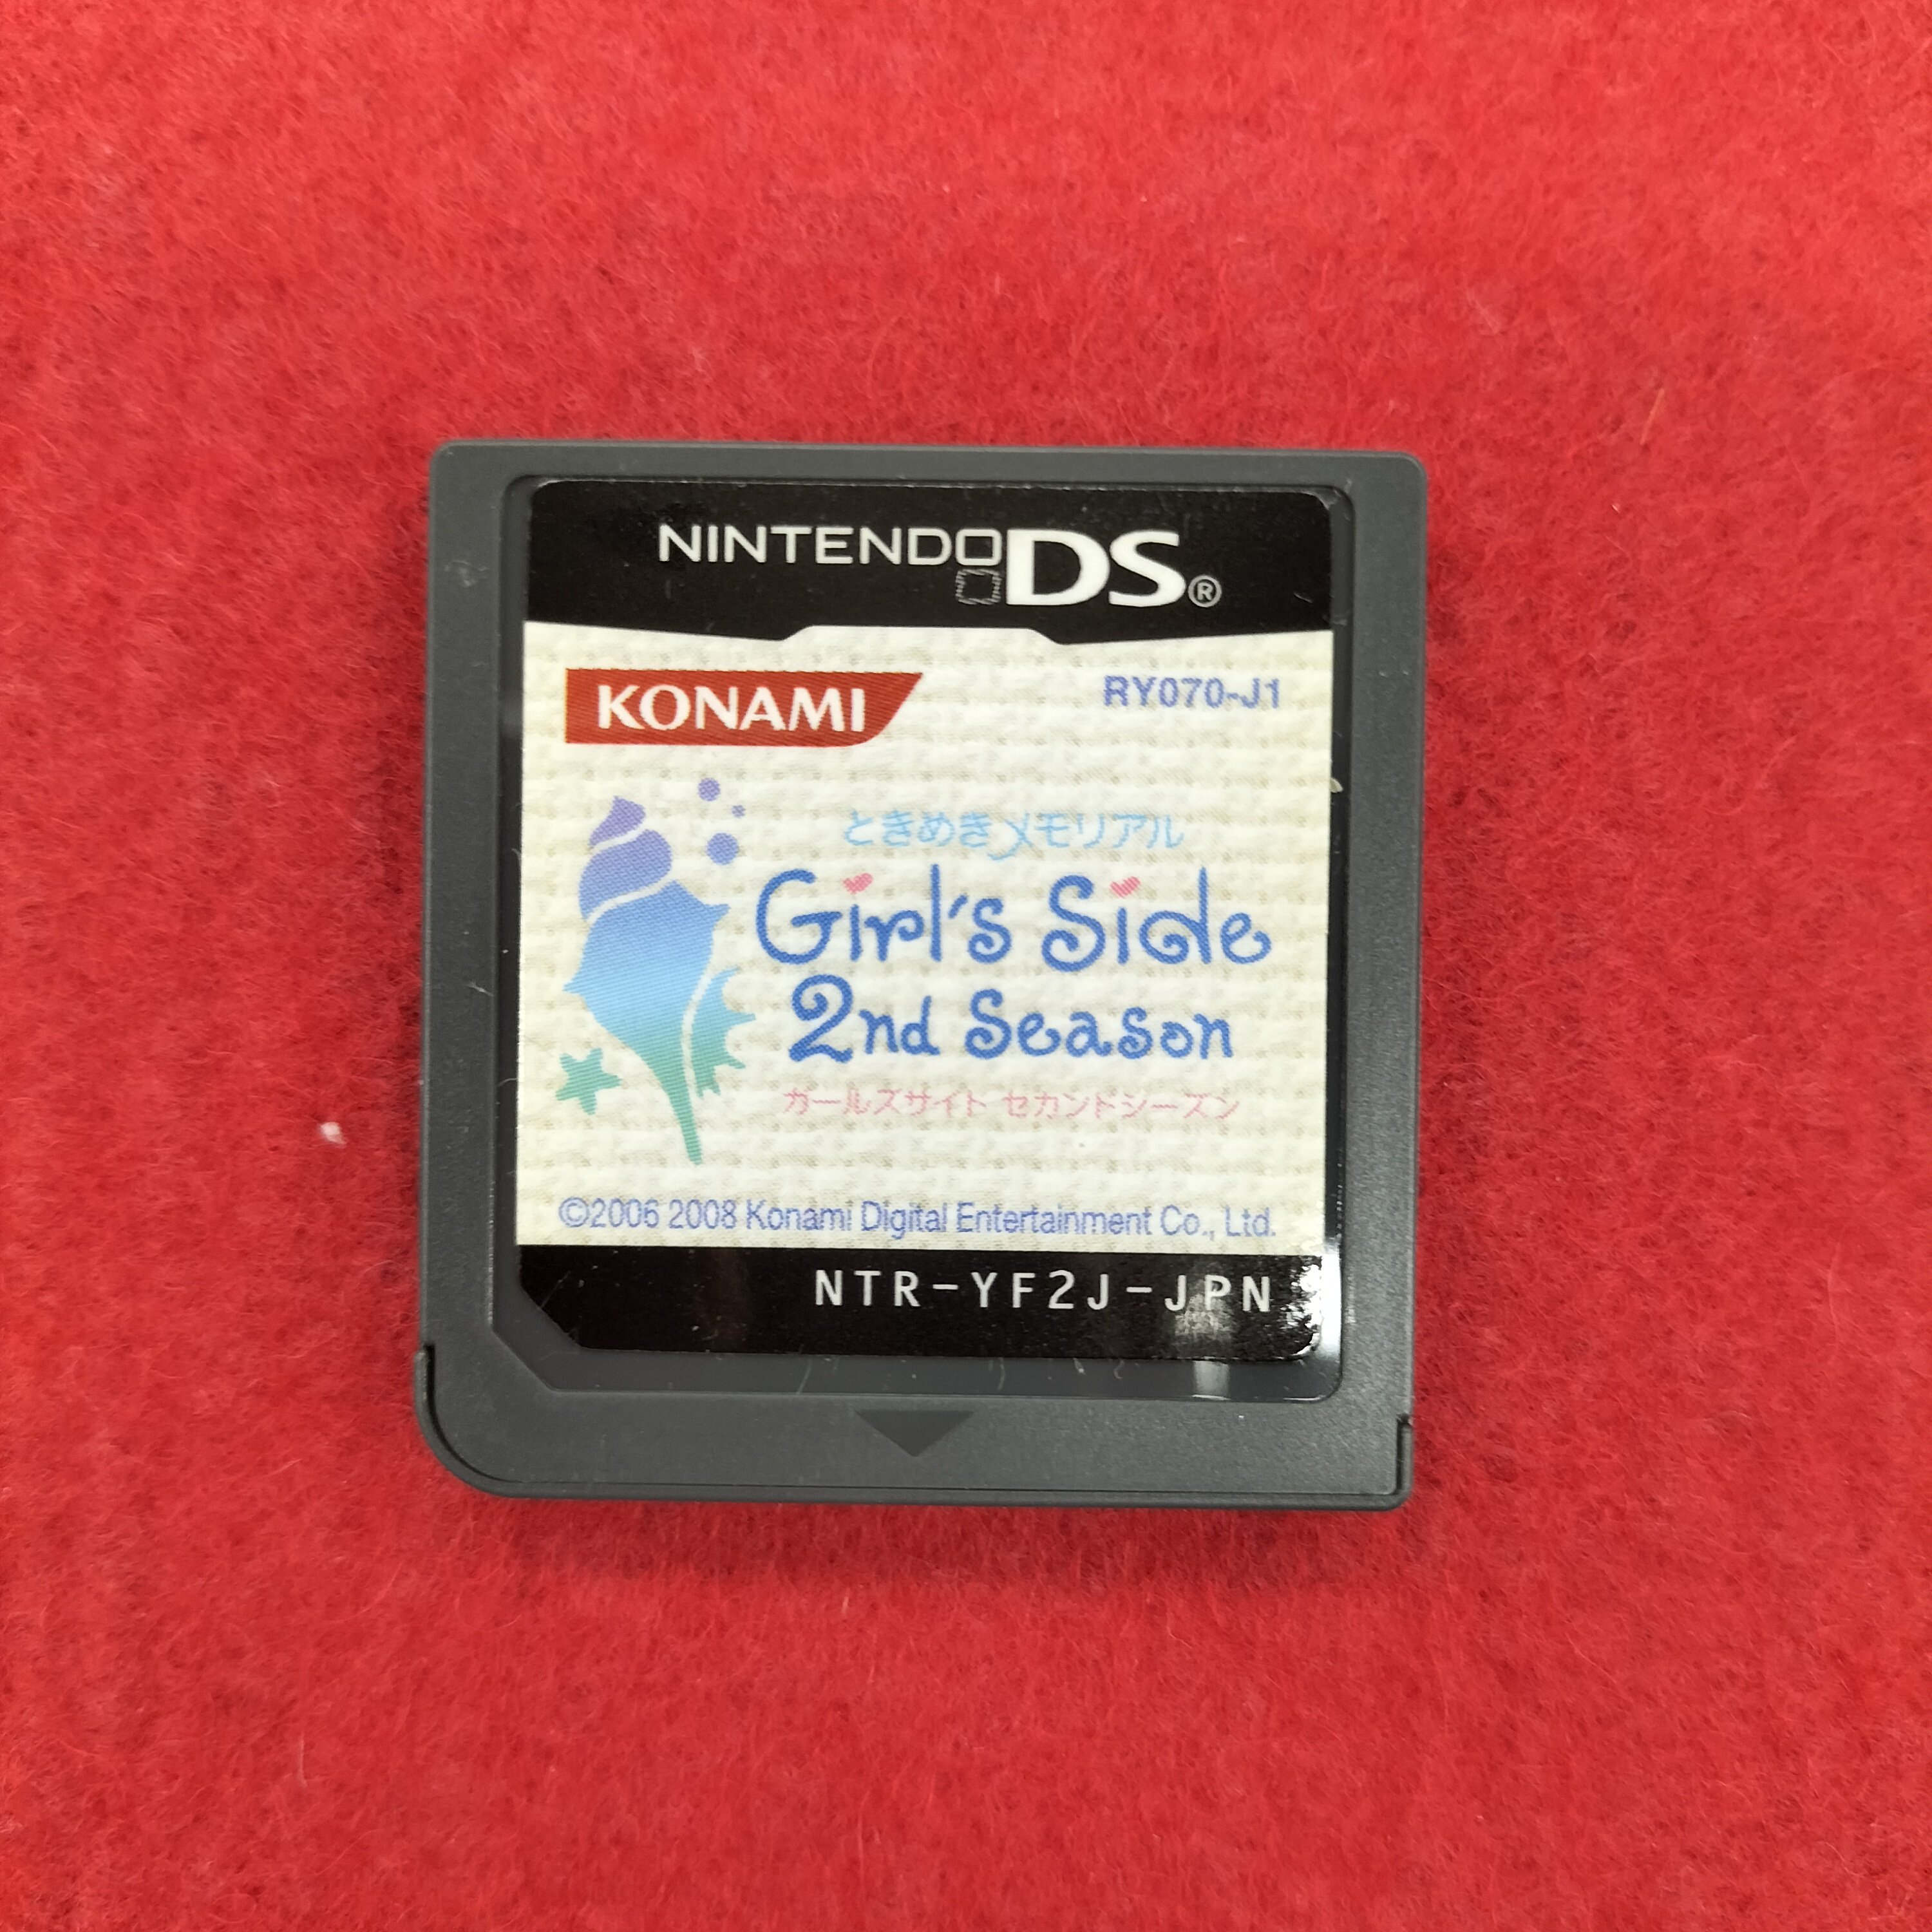 NINTENDO DS®
KONAMI
RY070-J1
ときめきメモリアル
Girl's Side
2nd Season
ガールズサイド セカンドシーズン
©2006 2008 Konami Digital Entertainment Co., Ltd.
NTR-YF2J-JPN